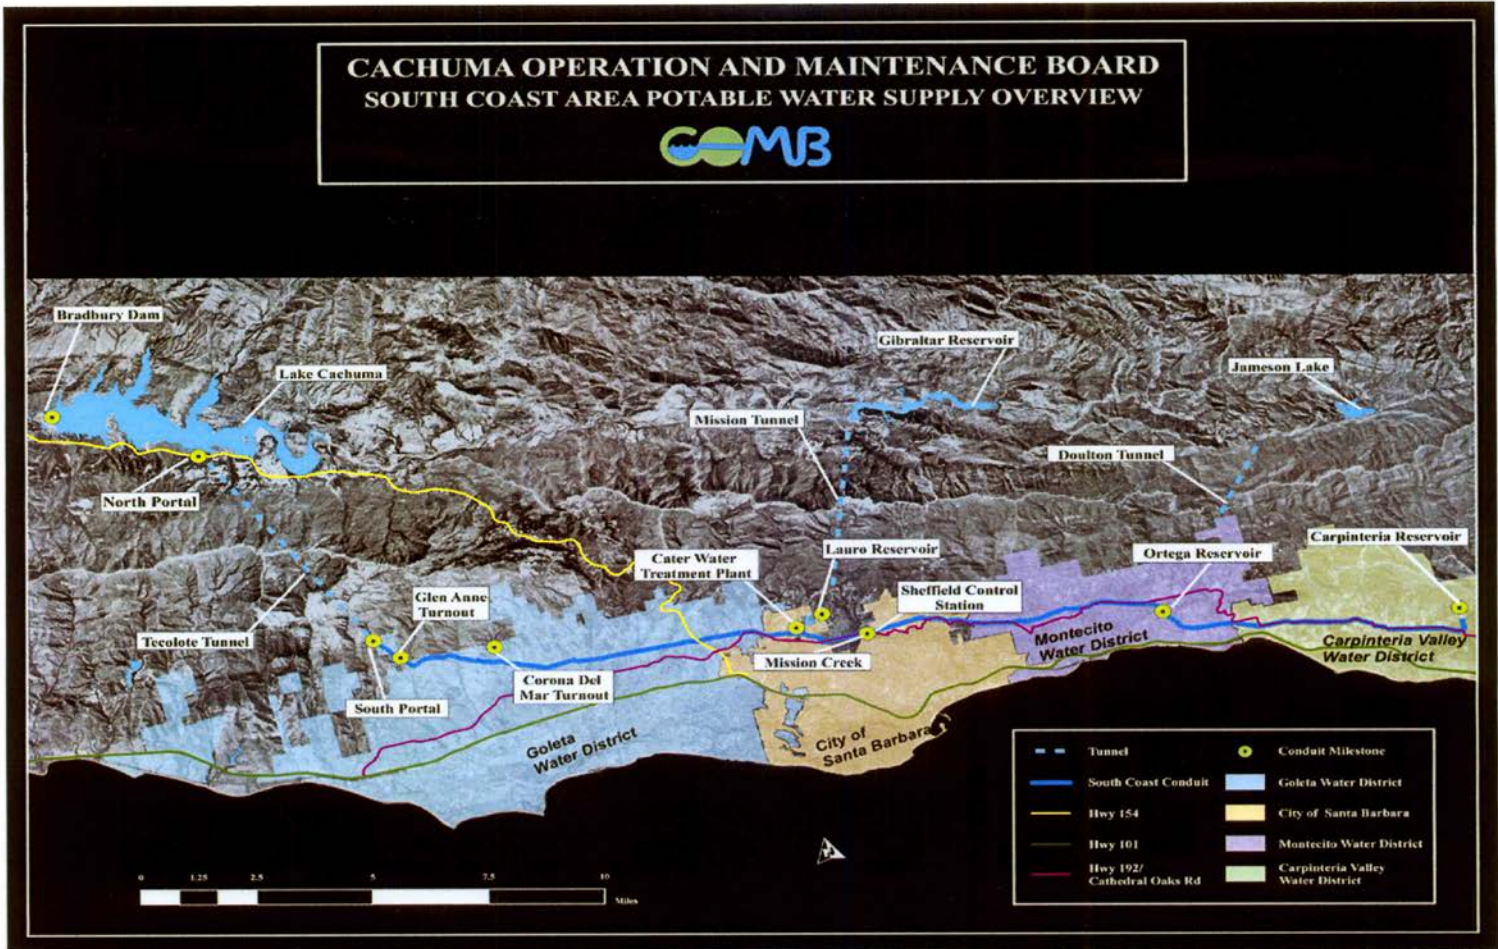 CACHUMA OPERATION AND MAINTENANCE BOARD
SOUTH COAST AREA POTABLE WATER SUPPLY OVERVIEW
COMB
Bradbury Dam
Lake Cachuma
Gibraltar Reservoir
Jameson Lake
Mission Tunnel
Doulton Tunnel
North Portal
Carpinteria Reservoir
Lauro Reservoir
Ortega Reservoir
Cater Water
Treatment Plant
Glen Anne
Turnout
Sheffield Control
Station
Tecolote Tunnel
Montecito
Water District
Carpinteria Valley
Water District
Mission Creek
Corona Del
Mar Turnout
South Portal
Goleta
Water District
City of
Santa Barbara
Tunnel
Conduit Milestone
South Coast Conduit
Goleta Water District
Hwy 154
City of Santa Barbara
Hwy 101
Montecito Water District
Hwy 192/
Cathedral Oaks Rd
Carpinteria Valley
Water District
0 1.25 2.5 5 7.5 10
Miles